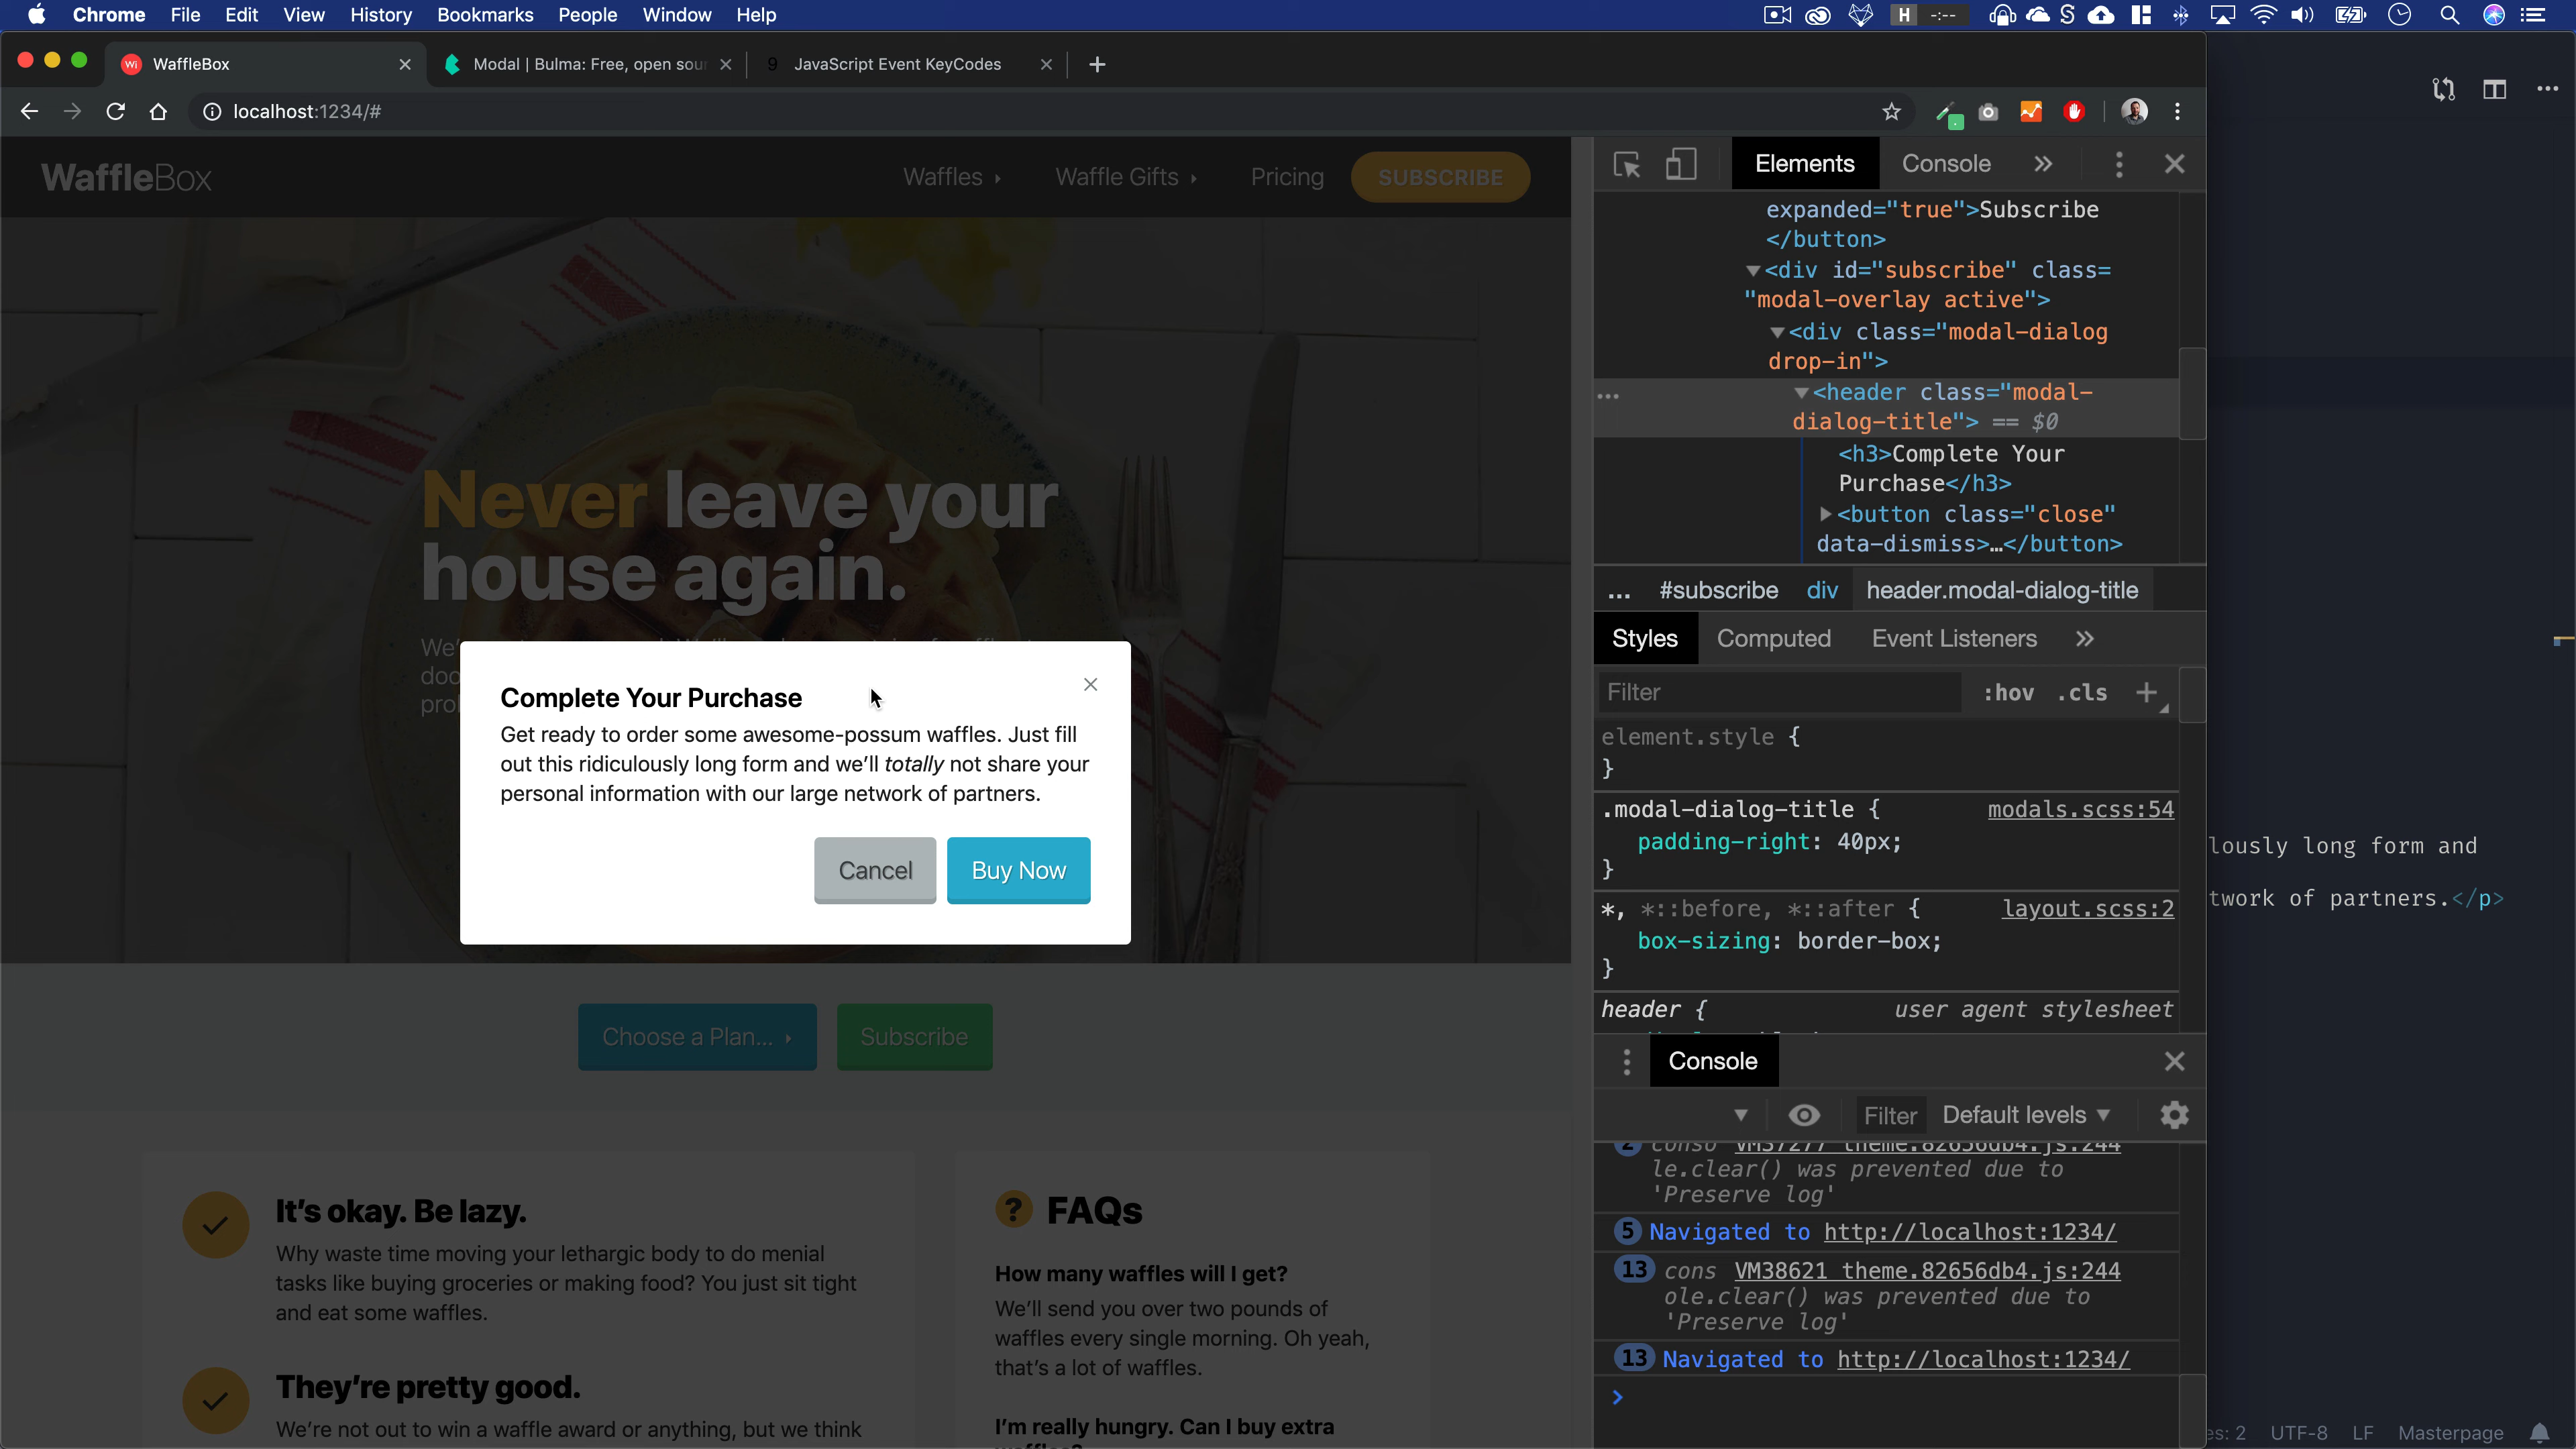 Chrome File Edit View History Bookmarks People Window Help
H -:--
WaffleBox
Modal | Bulma: Free, open sour
9 JavaScript Event KeyCodes
localhost:1234/#
WaffleBox
Waffles
Waffle Gifts
Pricing
SUBSCRIBE
Never leave your
house again.
Complete Your Purchase
Get ready to order some awesome-possum waffles. Just fill
out this ridiculously long form and we’ll totally not share your
personal information with our large network of partners.
Cancel
Buy Now
Choose a Plan...
Subscribe
It’s okay. Be lazy.
Why waste time moving your lethargic body to do menial
tasks like buying groceries or making food? You just sit tight
and eat some waffles.
They’re pretty good.
We’re not out to win a waffle award or anything, but we think
? FAQs
How many waffles will I get?
We’ll send you over two pounds of
waffles every single morning. Oh yeah,
that’s a lot of waffles.
I’m really hungry. Can I buy extra
Elements Console
expanded="true">Subscribe
</button>
<div id="subscribe" class=
"modal-overlay active">
<div class="modal-dialog
drop-in">
<header class="modal-
dialog-title"> == $0
<h3>Complete Your
Purchase</h3>
<button class="close"
data-dismiss>…</button>
... #subscribe div header.modal-dialog-title
Styles Computed Event Listeners
Filter :hov .cls +
element.style {
}
.modal-dialog-title { modals.scss:54
padding-right: 40px;
}
*, *::before, *::after { layout.scss:2
box-sizing: border-box;
}
header { user agent stylesheet
Console
Filter Default levels
2 conso VM37277 theme.82656db4.js:244
le.clear() was prevented due to
'Preserve log'
5 Navigated to http://localhost:1234/
13 cons VM38621 theme.82656db4.js:244
ole.clear() was prevented due to
'Preserve log'
13 Navigated to http://localhost:1234/
lously long form and
twork of partners.</p>
es: 2 UTF-8 LF Masterpage